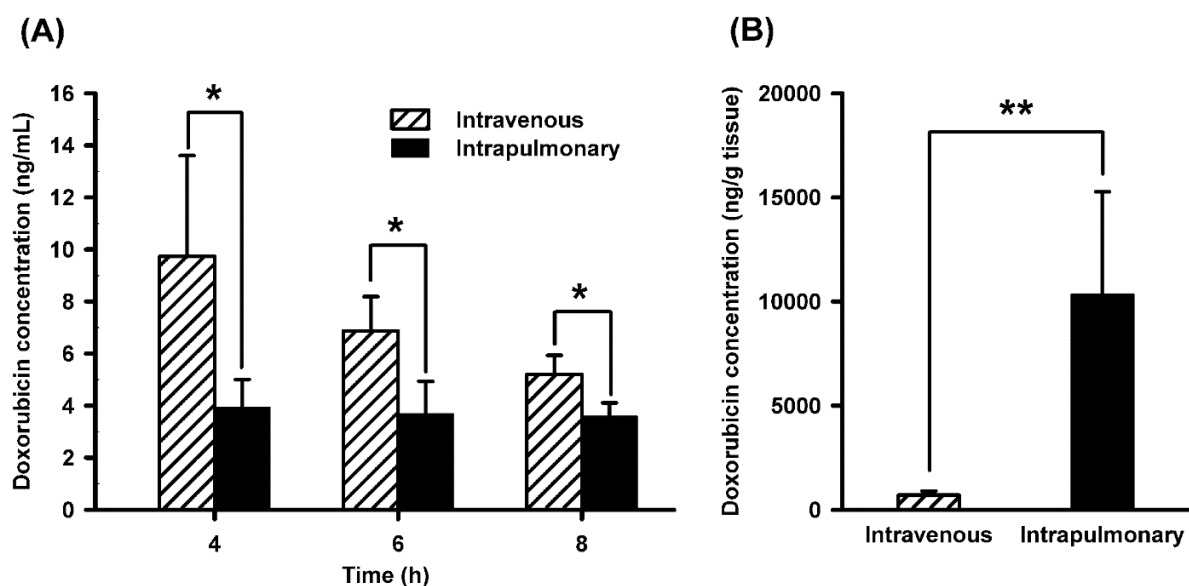 (A)
Doxorubicin concentration (ng/mL)
16
14
12
10
8
6
4
2
0
*
*
*
Intravenous
Intrapulmonary
4 6 8
Time (h)
(B)
Doxorubicin concentration (ng/g tissue)
20000
15000
10000
5000
0
**
Intravenous Intrapulmonary